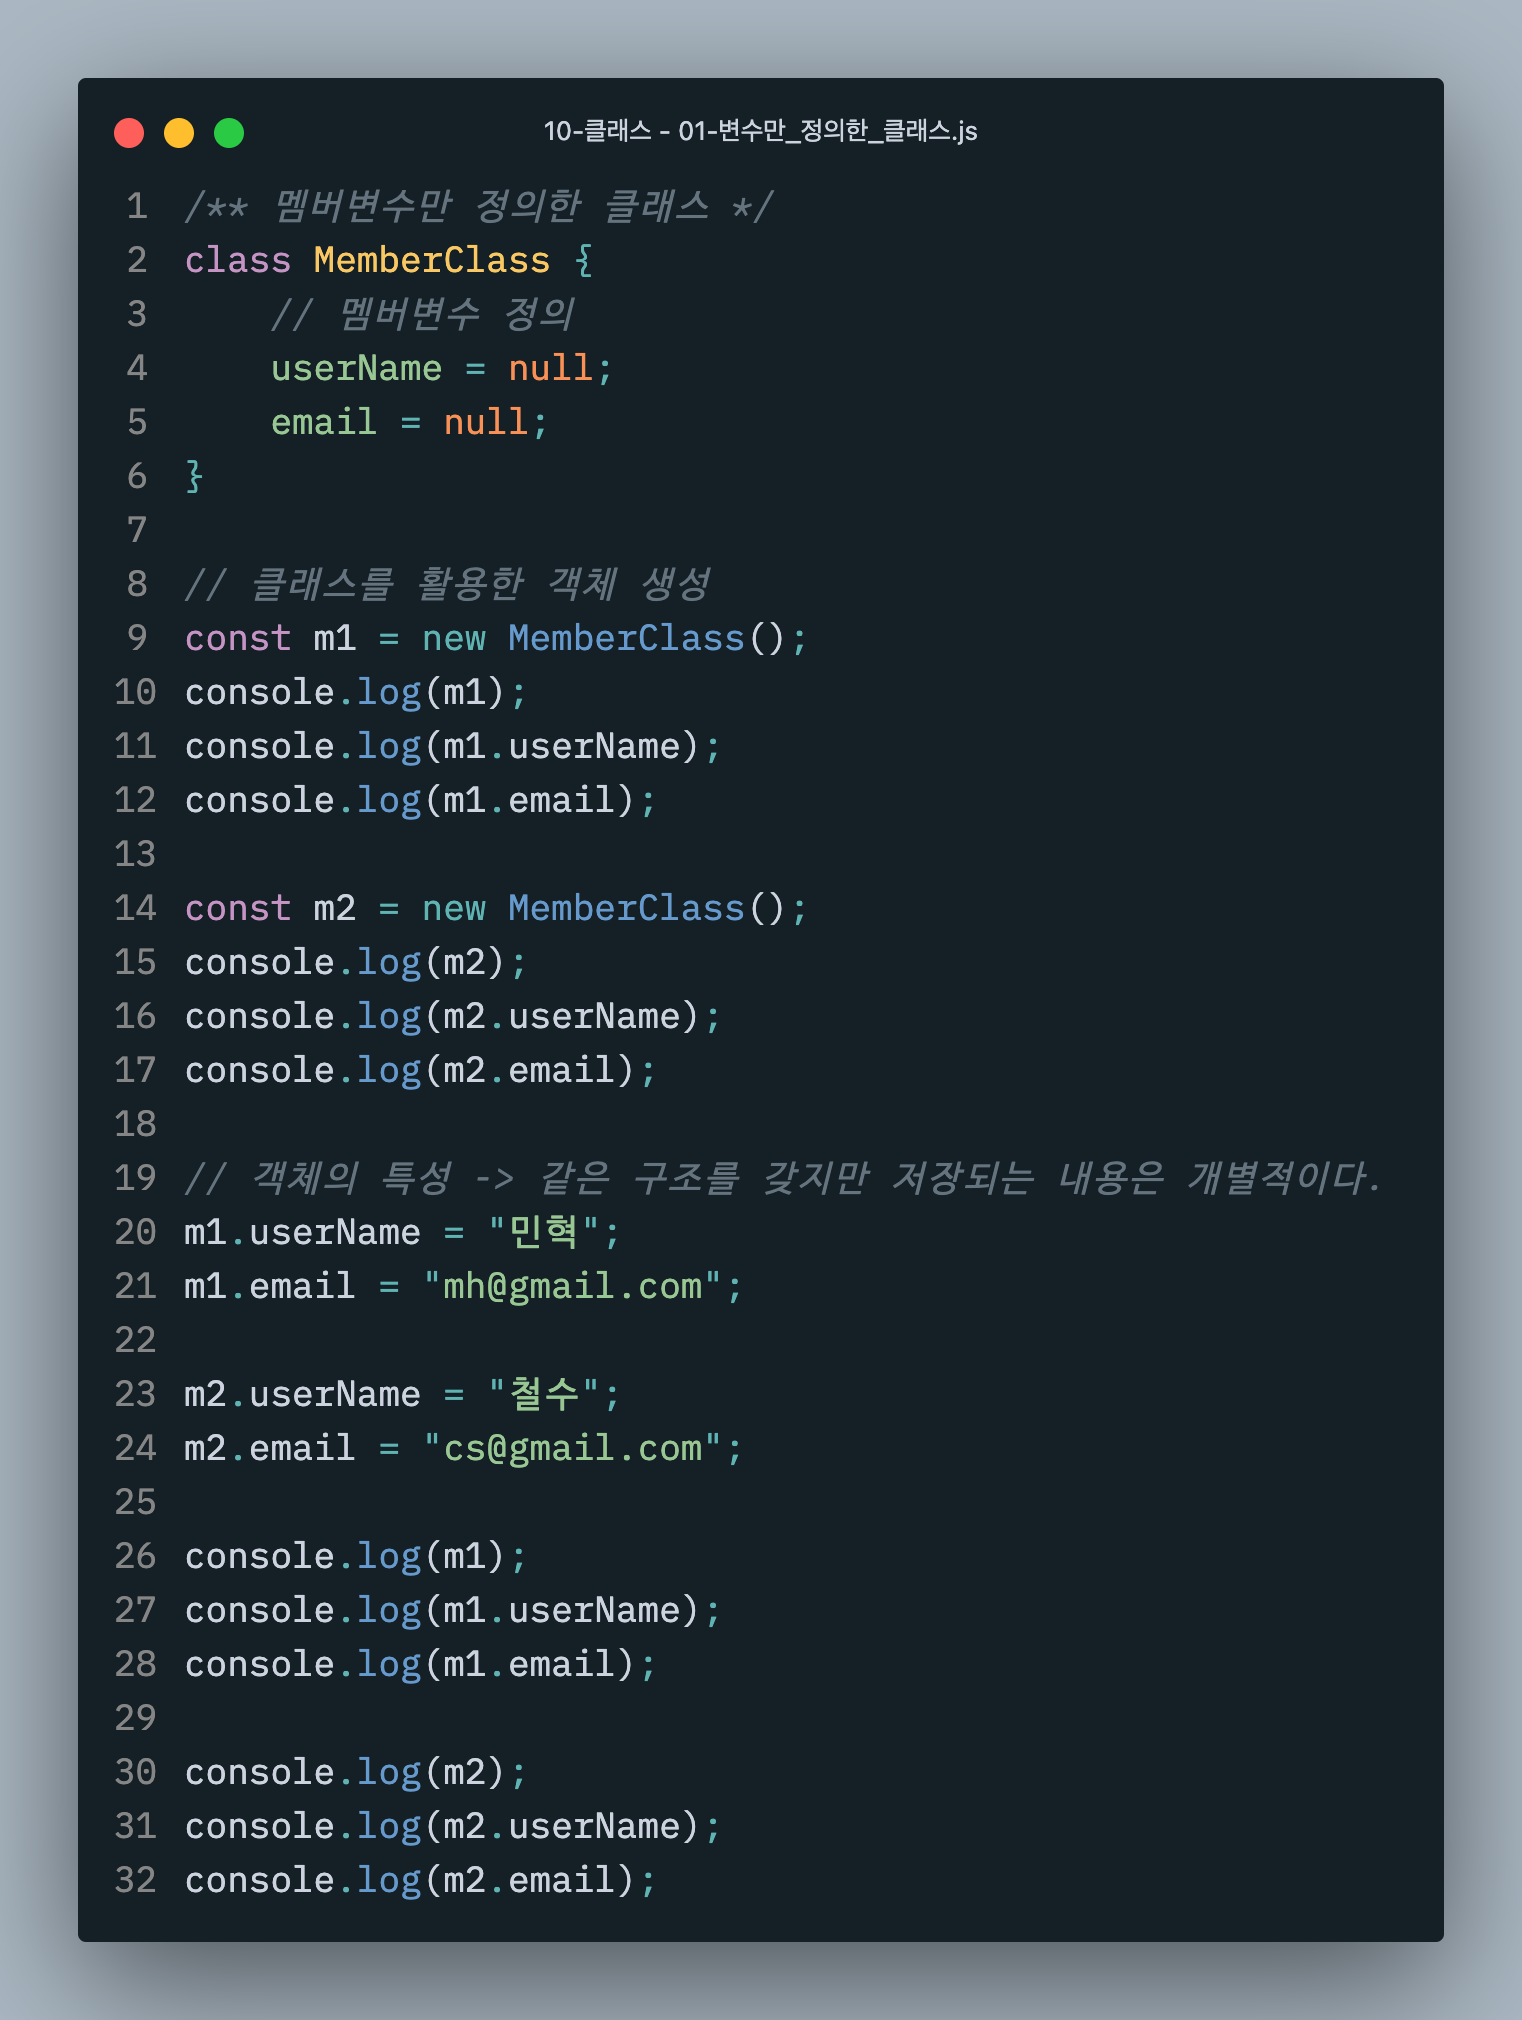 10-클래스 - 01-변수만_정의한_클래스.js
1 /** 멤버변수만 정의한 클래스 */
2 class MemberClass {
3     // 멤버변수 정의
4     userName = null;
5     email = null;
6 }
7
8 // 클래스를 활용한 객체 생성
9 const m1 = new MemberClass();
10 console.log(m1);
11 console.log(m1.userName);
12 console.log(m1.email);
13
14 const m2 = new MemberClass();
15 console.log(m2);
16 console.log(m2.userName);
17 console.log(m2.email);
18
19 // 객체의 특성 -> 같은 구조를 갖지만 저장되는 내용은 개별적이다.
20 m1.userName = "민혁";
21 m1.email = "mh@gmail.com";
22
23 m2.userName = "철수";
24 m2.email = "cs@gmail.com";
25
26 console.log(m1);
27 console.log(m1.userName);
28 console.log(m1.email);
29
30 console.log(m2);
31 console.log(m2.userName);
32 console.log(m2.email);